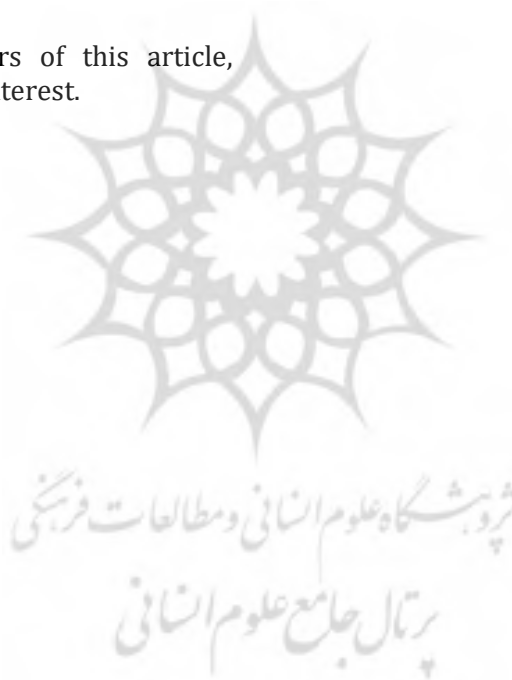 rs of this article,
terest.
پژوهشگاه علوم انسانی و مطالعات فرهنگی
پرتال جامع علوم انسانی